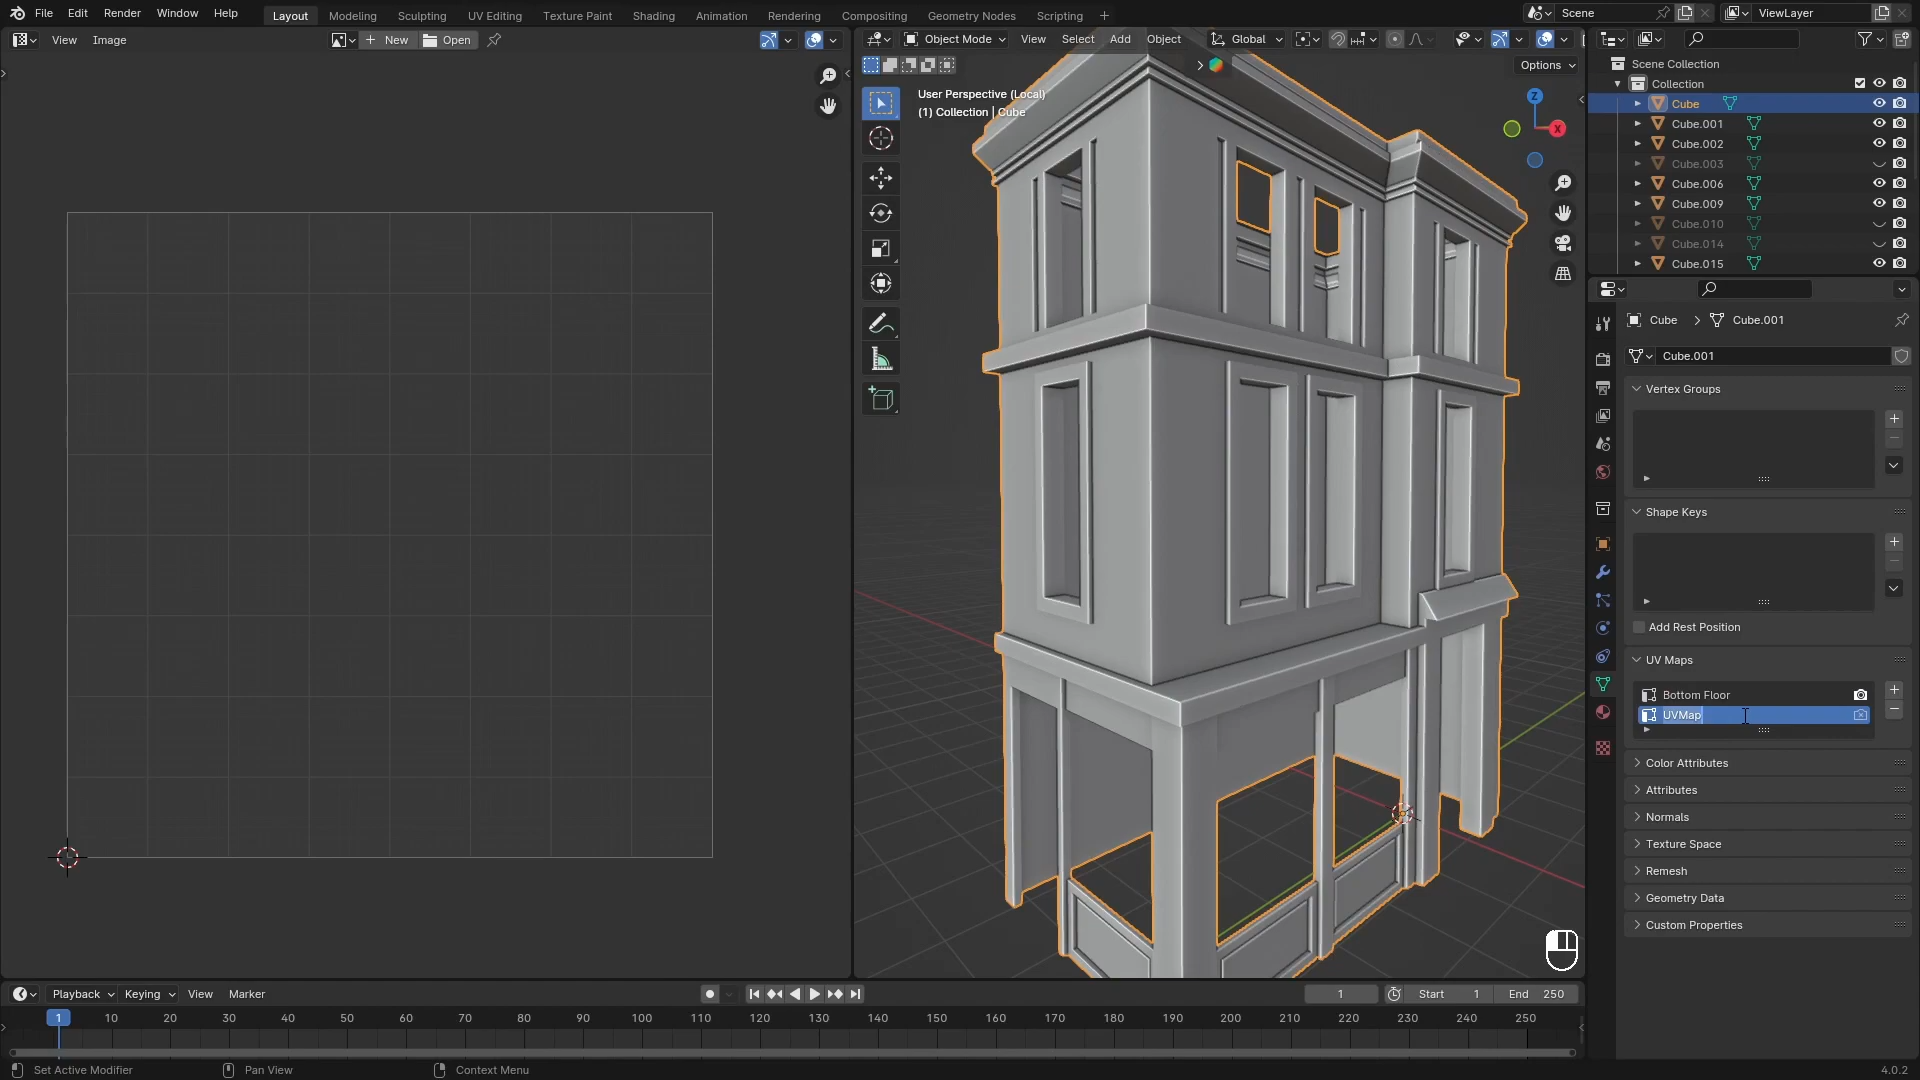 File Edit Render Window Help Layout Modeling Sculpting UV Editing Texture Paint Shading Animation Rendering Compositing Geometry Nodes Scripting + Scene ViewLayer
View Image New Open Object Mode View Select Add Object Global
Options
User Perspective (Local)
(1) Collection | Cube
Z
X
Scene Collection
Collection
Cube
Cube.001
Cube.002
Cube.003
Cube.006
Cube.009
Cube.010
Cube.014
Cube.015
Cube > Cube.001
Cube.001
Vertex Groups
Shape Keys
Add Rest Position
UV Maps
Bottom Floor
UVMap
Color Attributes
Attributes
Normals
Texture Space
Remesh
Geometry Data
Custom Properties
Playback Keying View Marker 1 Start 1 End 250
1 10 20 30 40 50 60 70 80 90 100 110 120 130 140 150 160 170 180 190 200 210 220 230 240 250
Set Active Modifier Pan View Context Menu 4.0.2